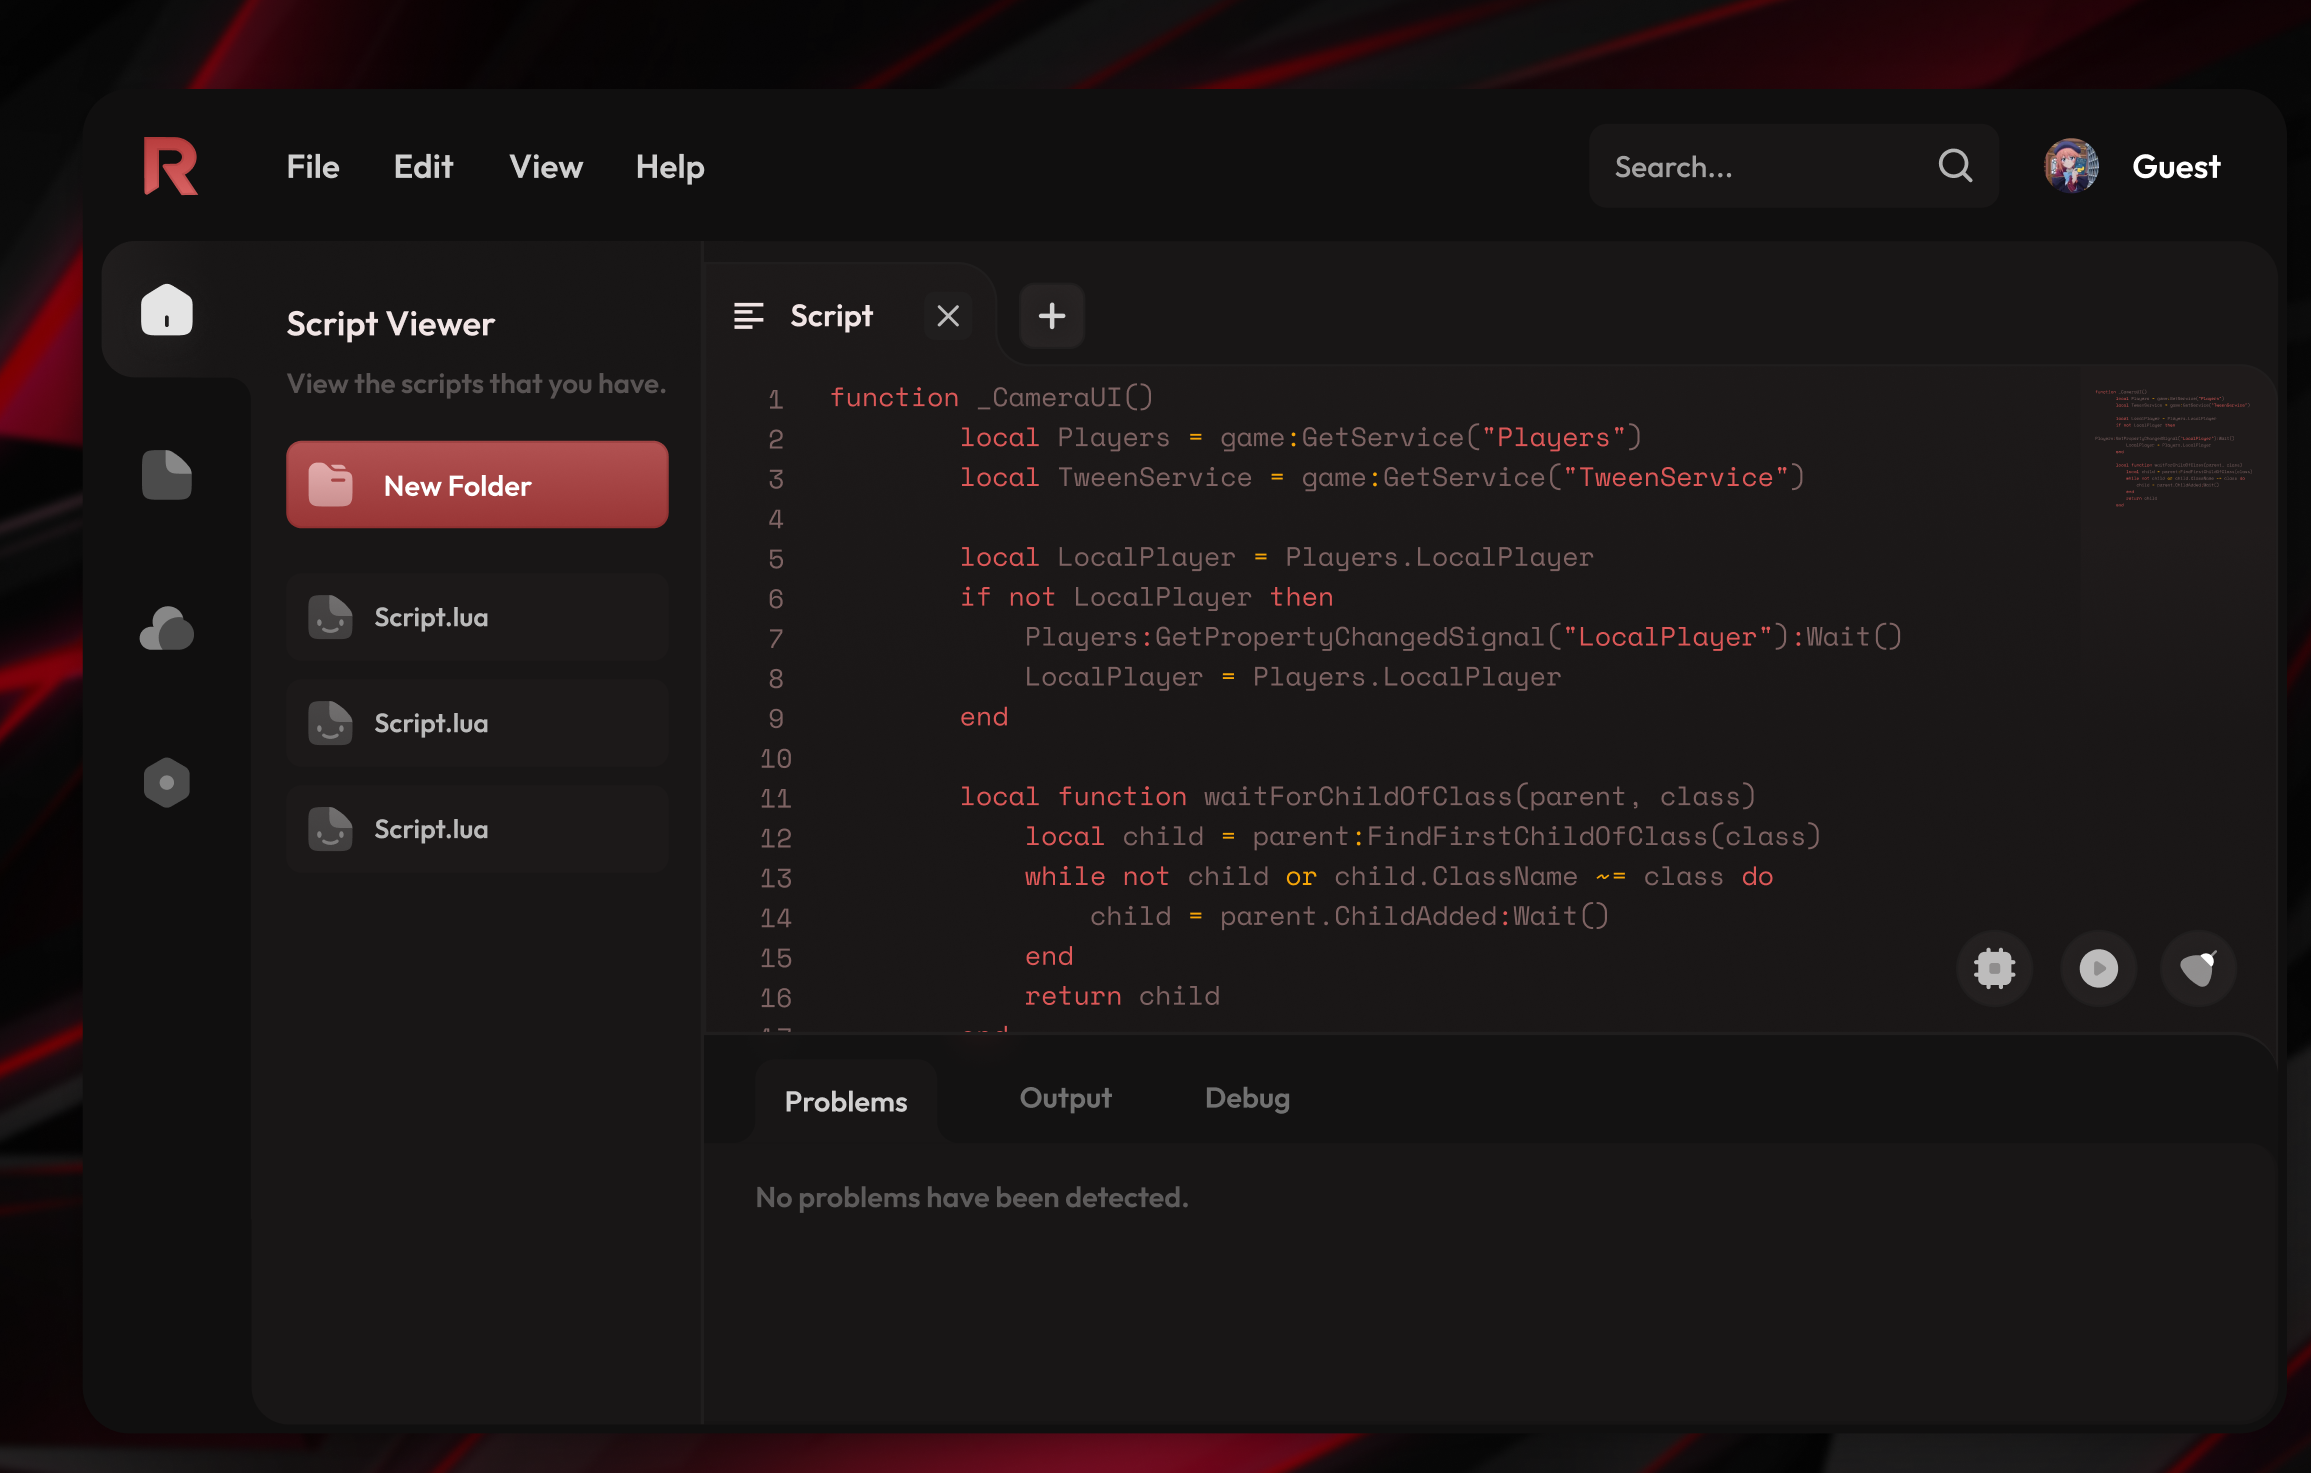 R
File Edit View Help
Search...
Guest
Script Viewer
View the scripts that you have.
New Folder
Script.lua
Script.lua
Script.lua
Script
1 function _CameraUI()
2 local Players = game:GetService("Players")
3 local TweenService = game:GetService("TweenService")
4
5 local LocalPlayer = Players.LocalPlayer
6 if not LocalPlayer then
7 Players:GetPropertyChangedSignal("LocalPlayer"):Wait()
8 LocalPlayer = Players.LocalPlayer
9 end
10
11 local function waitForChildOfClass(parent, class)
12 local child = parent:FindFirstChildOfClass(class)
13 while not child or child.ClassName ~= class do
14 child = parent.ChildAdded:Wait()
15 end
16 return child
17 end
Problems Output Debug
No problems have been detected.